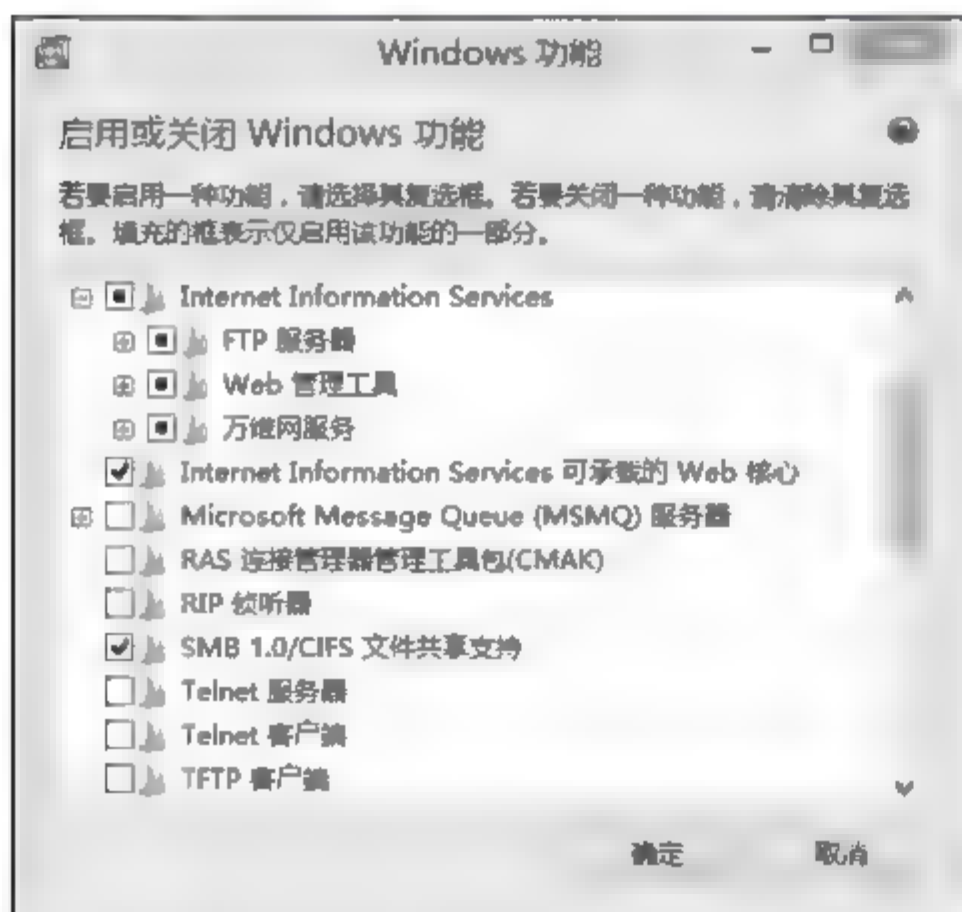 Windows 功能
启用或关闭 Windows 功能
若要启用一种功能，请选择其复选框。若要关闭一种功能，请清除其复选
框。填充的框表示仅启用该功能的一部分。
Internet Information Services
FTP 服务器
Web 管理工具
万维网服务
Internet Information Services 可承载的 Web 核心
Microsoft Message Queue (MSMQ) 服务器
RAS 连接管理器管理工具包(CMAK)
RIP 侦听器
SMB 1.0/CIFS 文件共享支持
Telnet 服务器
Telnet 客户端
TFTP 客户端
确定
取消